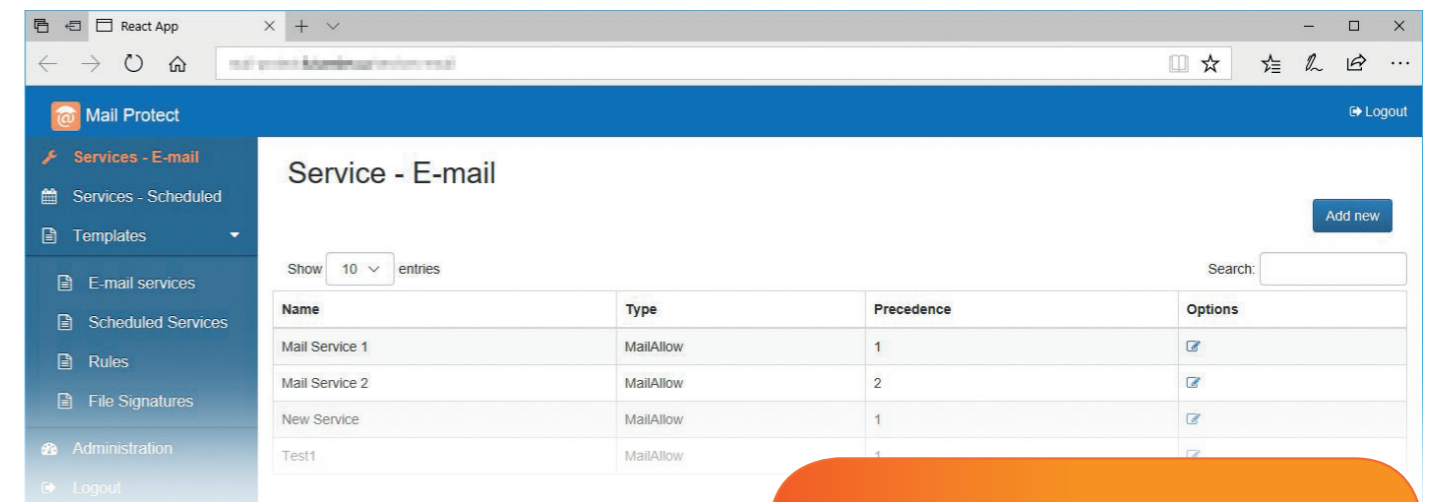 React App
Mail Protect
Logout
Services - E-mail
Services - Scheduled
Templates
E-mail services
Scheduled Services
Rules
File Signatures
Administration
Logout
Service - E-mail
Add new
Show 10 entries
Search:
Name Type Precedence Options
Mail Service 1 MailAllow 1
Mail Service 2 MailAllow 2
New Service MailAllow 1
Test1 MailAllow 1